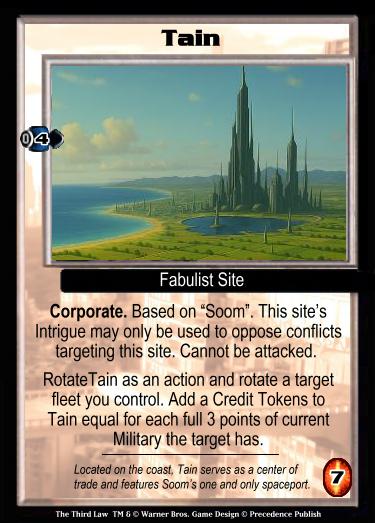 Tain
04
Fabulist Site
Corporate. Based on “Soom”. This site's
Intrigue may only be used to oppose conflicts
targeting this site. Cannot be attacked.
RotateTain as an action and rotate a target
fleet you control. Add a Credit Tokens to
Tain equal for each full 3 points of current
Military the target has.
Located on the coast, Tain serves as a center of
trade and features Soom's one and only spaceport.
7
The Third Law TM & © Warner Bros. Game Design © Precedence Publish